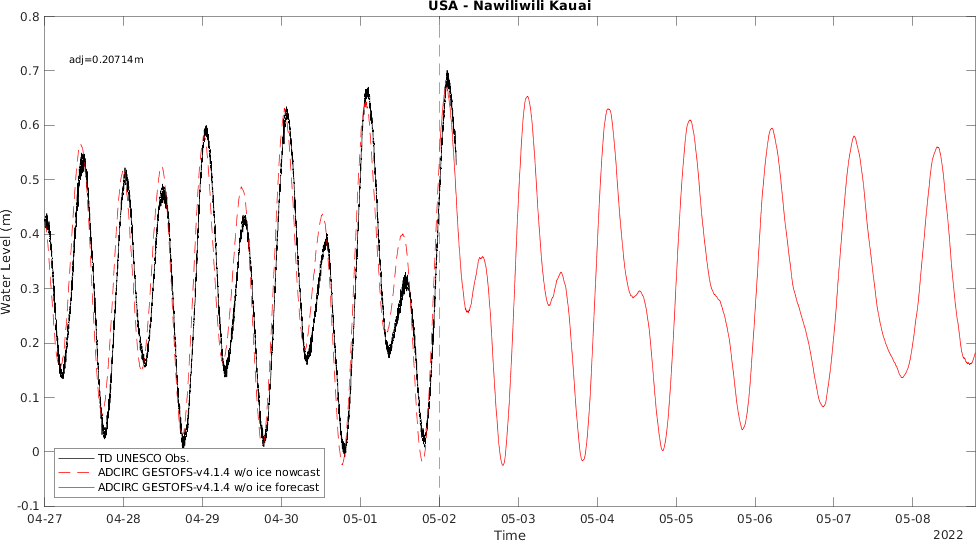 USA - Nawiliwili Kauai
adj=0.20714m
Water Level (m)
0.8
0.7
0.6
0.5
0.4
0.3
0.2
0.1
0
-0.1
TD UNESCO Obs.
ADCIRC GESTOFS-v4.1.4 w/o ice nowcast
ADCIRC GESTOFS-v4.1.4 w/o ice forecast
04-27 04-28 04-29 04-30 05-01 05-02 05-03 05-04 05-05 05-06 05-07 05-08
Time
2022